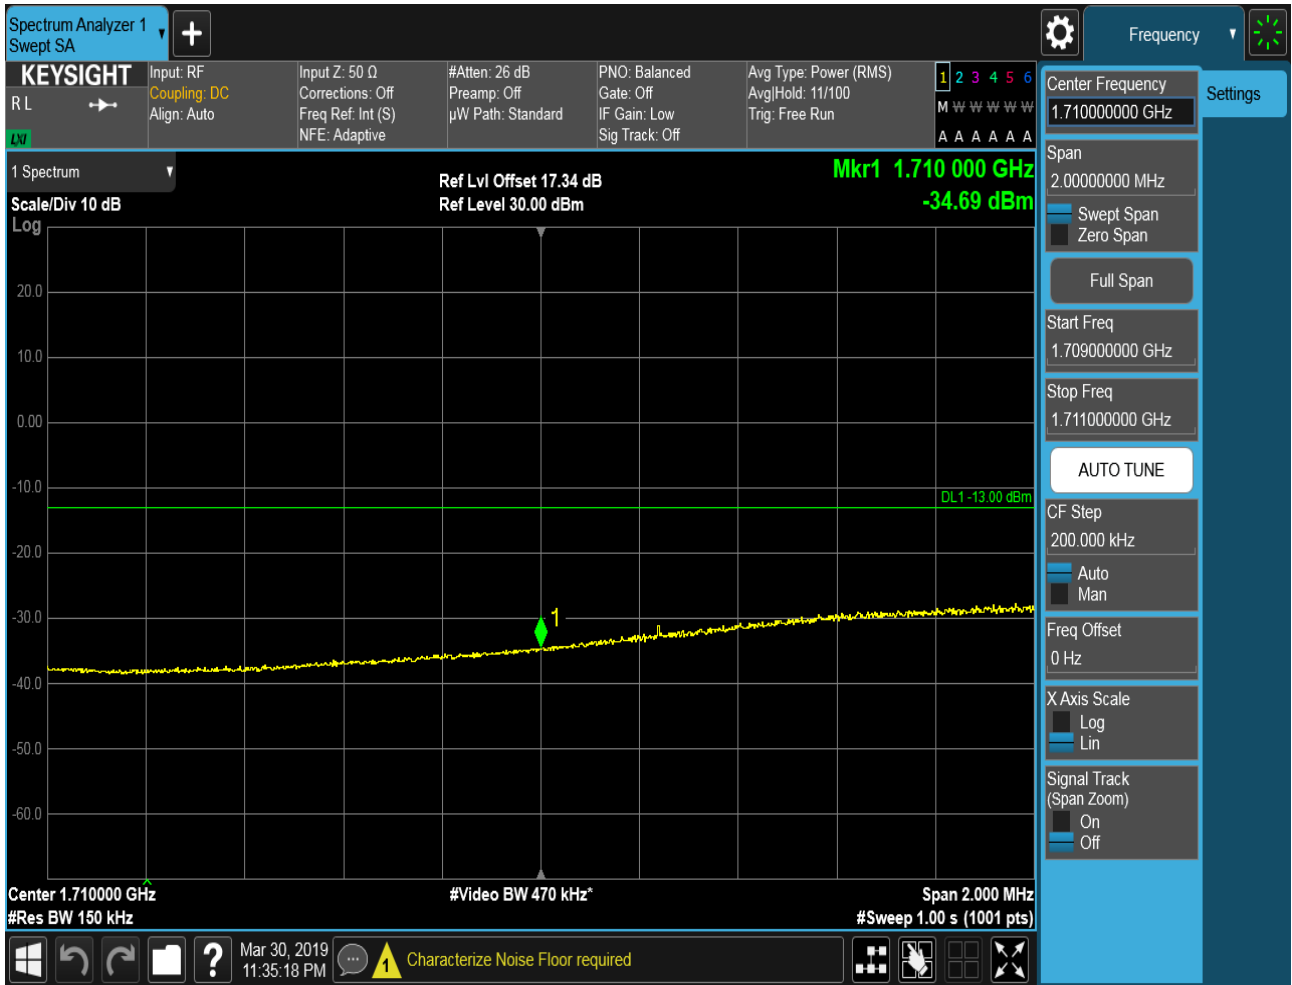 Spectrum Analyzer 1
Swept SA
Frequency
KEYSIGHT
R L
LXI
Input: RF
Coupling: DC
Align: Auto
Input Z: 50 Ω
Corrections: Off
Freq Ref: Int (S)
NFE: Adaptive
#Atten: 26 dB
Preamp: Off
µW Path: Standard
PNO: Balanced
Gate: Off
IF Gain: Low
Sig Track: Off
Avg Type: Power (RMS)
Avg|Hold: 11/100
Trig: Free Run
1 2 3 4 5 6
M W W W W W
A A A A A A
1 Spectrum
Scale/Div 10 dB
Log
Ref Lvl Offset 17.34 dB
Ref Level 30.00 dBm
Mkr1 1.710 000 GHz
-34.69 dBm
20.0
10.0
0.00
-10.0
DL1 -13.00 dBm
-20.0
-30.0
1
-40.0
-50.0
-60.0
Center 1.710000 GHz
#Res BW 150 kHz
#Video BW 470 kHz*
Span 2.000 MHz
#Sweep 1.00 s (1001 pts)
Center Frequency
1.710000000 GHz
Settings
Span
2.00000000 MHz
Swept Span
Zero Span
Full Span
Start Freq
1.709000000 GHz
Stop Freq
1.711000000 GHz
AUTO TUNE
CF Step
200.000 kHz
Auto
Man
Freq Offset
0 Hz
X Axis Scale
Log
Lin
Signal Track
(Span Zoom)
On
Off
?
Mar 30, 2019
11:35:18 PM
1
Characterize Noise Floor required